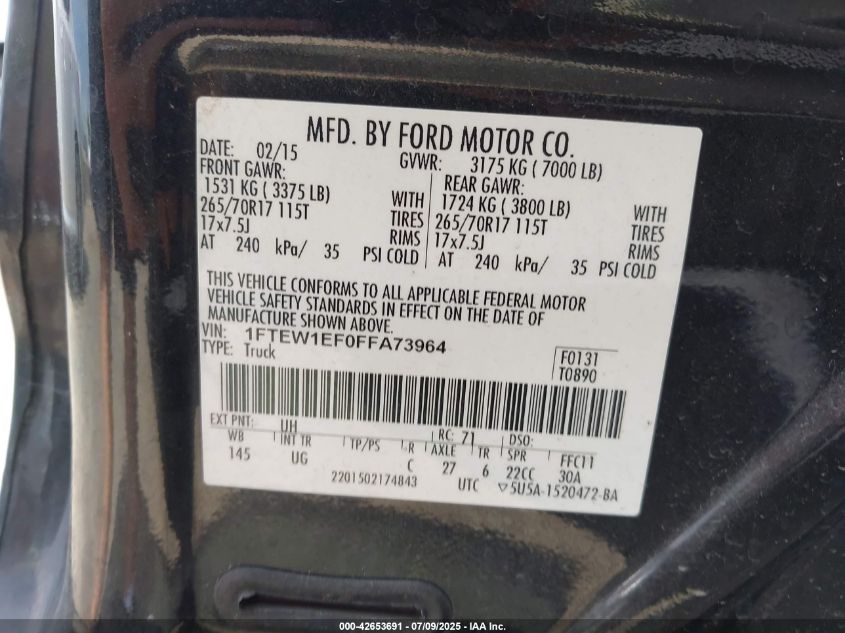 MFD. BY FORD MOTOR CO.
DATE: 02/15 GVWR: 3175 KG ( 7000 LB)
FRONT GAWR: REAR GAWR:
1531 KG ( 3375 LB) WITH 1724 KG ( 3800 LB) WITH
265/70R17 115T TIRES 265/70R17 115T TIRES
17x7.5J RIMS 17x7.5J RIMS
AT 240 kPa/ 35 PSI COLD AT 240 kPa/ 35 PSI COLD
THIS VEHICLE CONFORMS TO ALL APPLICABLE FEDERAL MOTOR
VEHICLE SAFETY STANDARDS IN EFFECT ON THE DATE OF
MANUFACTURE SHOWN ABOVE.
VIN: 1FTEW1EF0FFA73964
TYPE: Truck
F0131
T0890
EXT PNT: UH RC: 71 DSO:
WB INT TR TP/PS R AXLE TR SPR FFC11
145 UG C 27 6 22CC 30A
2201502174843 UTC ▽5U5A-1520472-BA
000-42653691 - 07/09/2025 - IAA Inc.